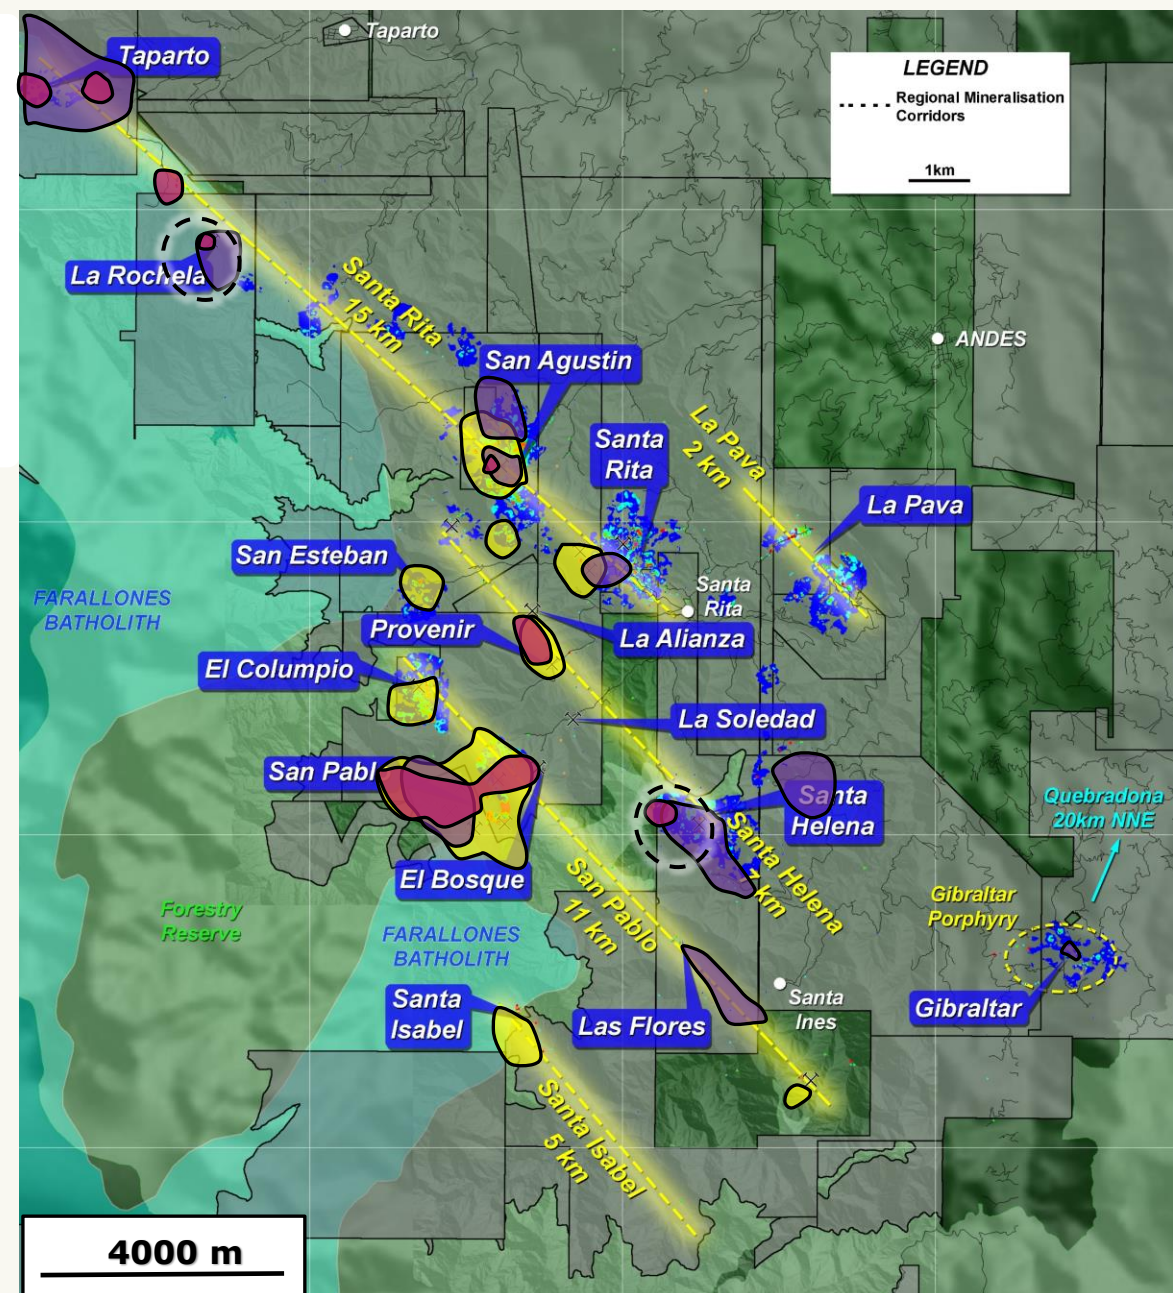 Taparto
Taparto
LEGEND
Regional Mineralisation
Corridors
1km
La Rochela
Santa Rita
15 km
ANDES
San Agustin
Santa
Rita
La Pava
2 km
La Pava
San Esteban
FARALLONES
BATHOLITH
Santa
Rita
Provenir
La Alianza
El Columpio
La Soledad
San Pabl
Santa
Helena
Quebradona
20km NNE
Santa Helena
7 km
El Bosque
San Pablo
11 km
Gibraltar
Porphyry
Forestry
Reserve
FARALLONES
BATHOLITH
Santa
Isabel
Las Flores
Santa
Ines
Gibraltar
Santa Isabel
5 km
4000 m